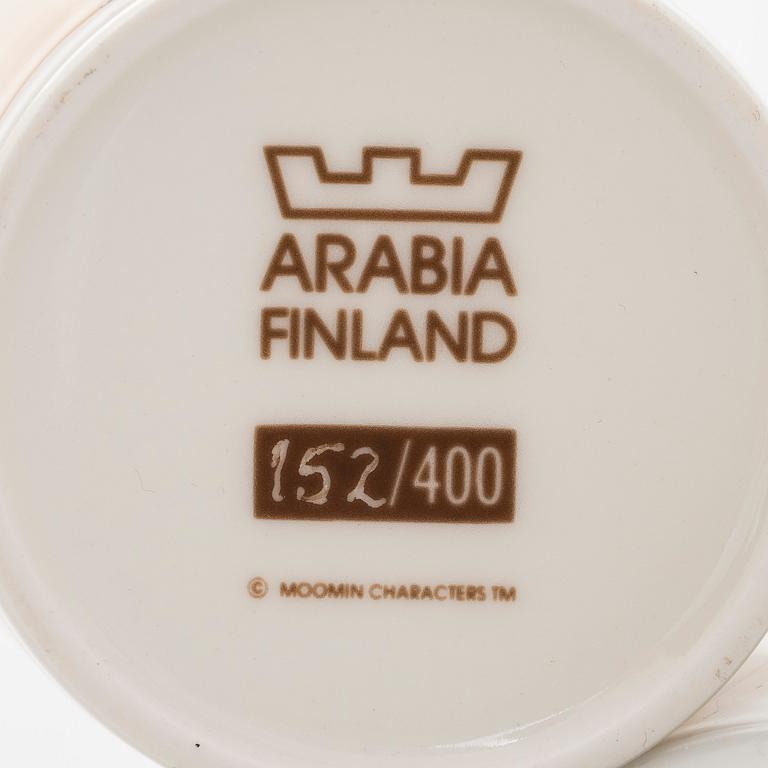 ARABIA
FINLAND
152/400
© MOOMIN CHARACTERS TM